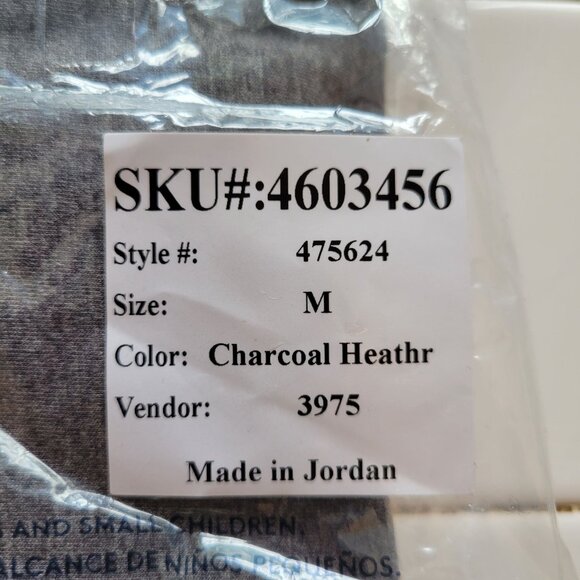 SKU#:4603456
Style #: 475624
Size: M
Color: Charcoal Heathr
Vendor: 3975
Made in Jordan
AND SMALL CHILDREN,
ALCANCE DE NIÑOS PEQUEÑOS.